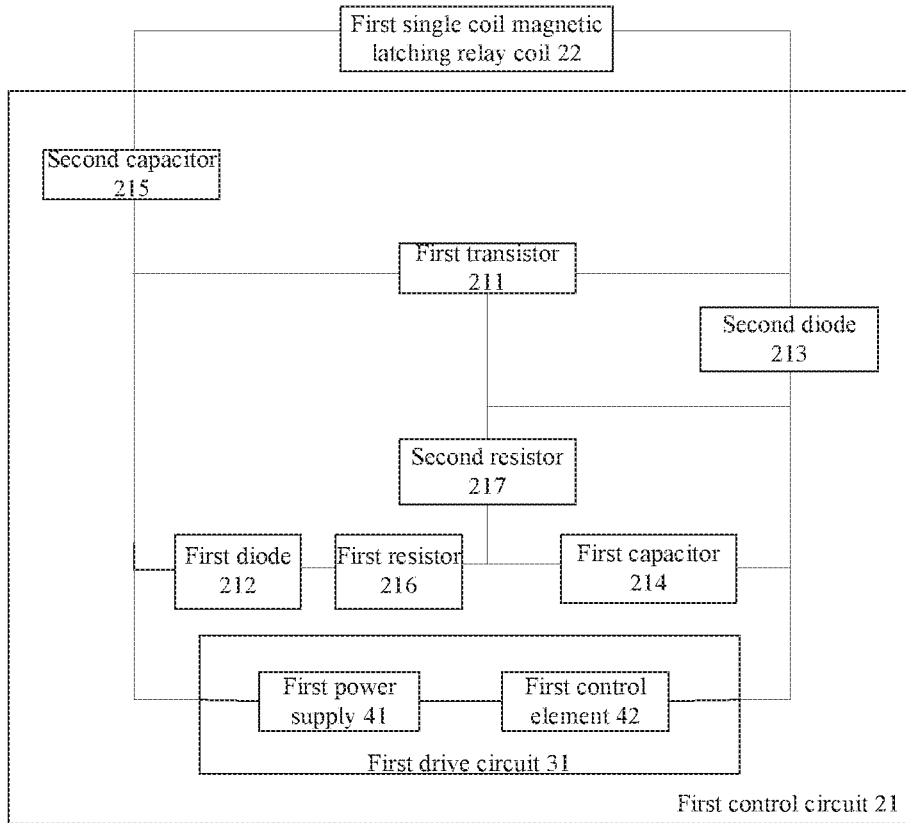 First single coil magnetic
latching relay coil 22
Second capacitor
215
First transistor
211
Second diode
213
Second resistor
217
First diode
212
First resistor
216
First capacitor
214
First power
supply 41
First control
element 42
First drive circuit 31
First control circuit 21